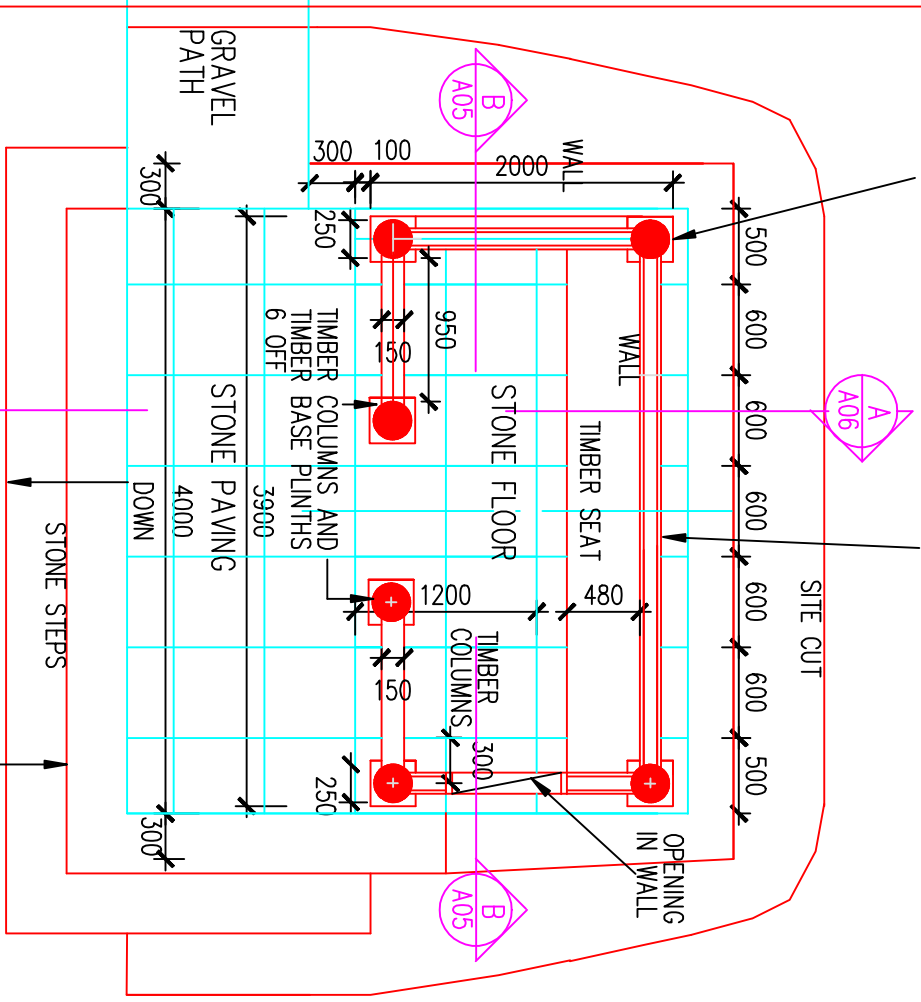 GRAVEL
PATH
B
A05
WALL
300
100
2000
300
250
500
600
600
600
600
600
500
A
A06
SITE CUT
WALL
950
150
TIMBER SEAT
STONE FLOOR
TIMBER COLUMNS AND
TIMBER BASE PLINTHS
6 OFF
STONE PAVING
3900
4000
DOWN
STONE STEPS
480
1200
TIMBER
COLUMNS
150
300
250
300
OPENING
IN WALL
B
A05